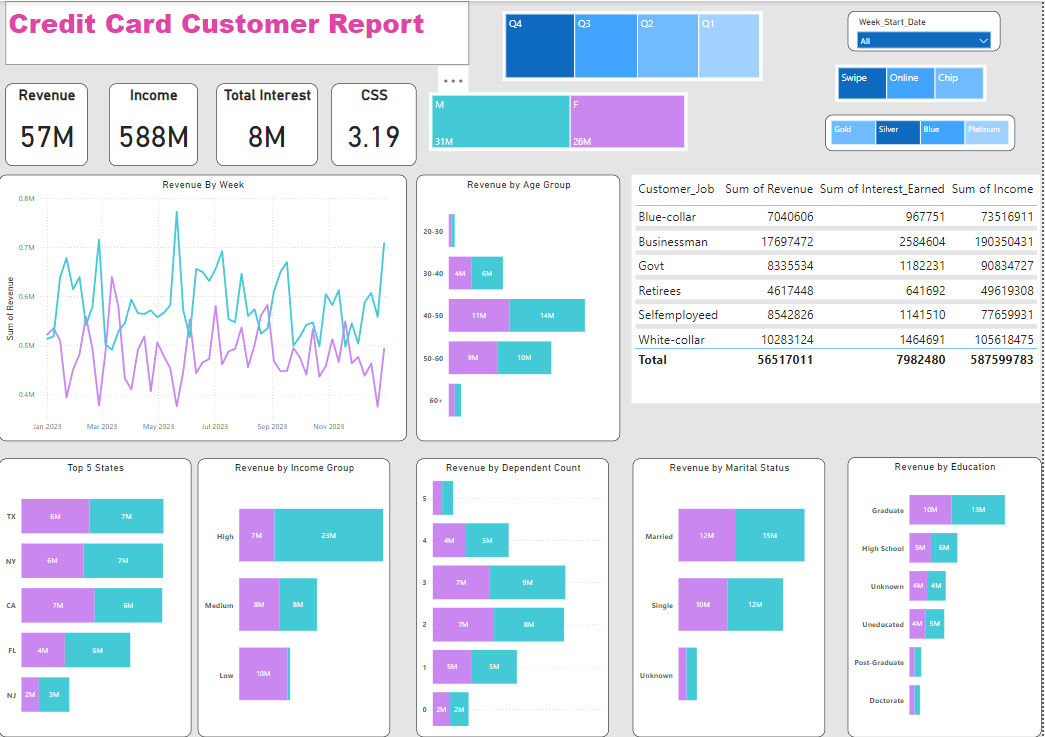 Credit Card Customer Report
Q4 Q3 Q2 Q1
Week_Start_Date
All
Swipe Online Chip
Gold Silver Blue Platinum
Revenue
57M
Income
588M
Total Interest
8M
CSS
3.19
M F
31M 26M
Revenue By Week
Sum of Revenue
0.8M
0.7M
0.6M
0.5M
0.4M
Jan 2023 Mar 2023 May 2023 Jul 2023 Sep 2023 Nov 2023
Revenue by Age Group
20-30
30-40 4M 6M
40-50 11M 14M
50-60 9M 10M
60+
Customer_Job Sum of Revenue Sum of Interest_Earned Sum of Income
Blue-collar 7040606 967751 73516911
Businessman 17697472 2584604 190350431
Govt 8335534 1182231 90834727
Retirees 4617448 641692 49619308
Selfemployeed 8542826 1141510 77659931
White-collar 10283124 1464691 105618475
Total 56517011 7982480 587599783
Top 5 States
TX 6M 7M
NY 6M 7M
CA 7M 6M
FL 4M 6M
NJ 2M 3M
Revenue by Income Group
High 7M 23M
Medium 8M 8M
Low 10M
Revenue by Dependent Count
5
4 4M 5M
3 7M 9M
2 7M 8M
1 5M 5M
0 2M 2M
Revenue by Marital Status
Married 12M 15M
Single 10M 12M
Unknown
Revenue by Education
Graduate 10M 13M
High School 5M 6M
Unknown 4M 4M
Uneducated 4M 5M
Post-Graduate
Doctorate